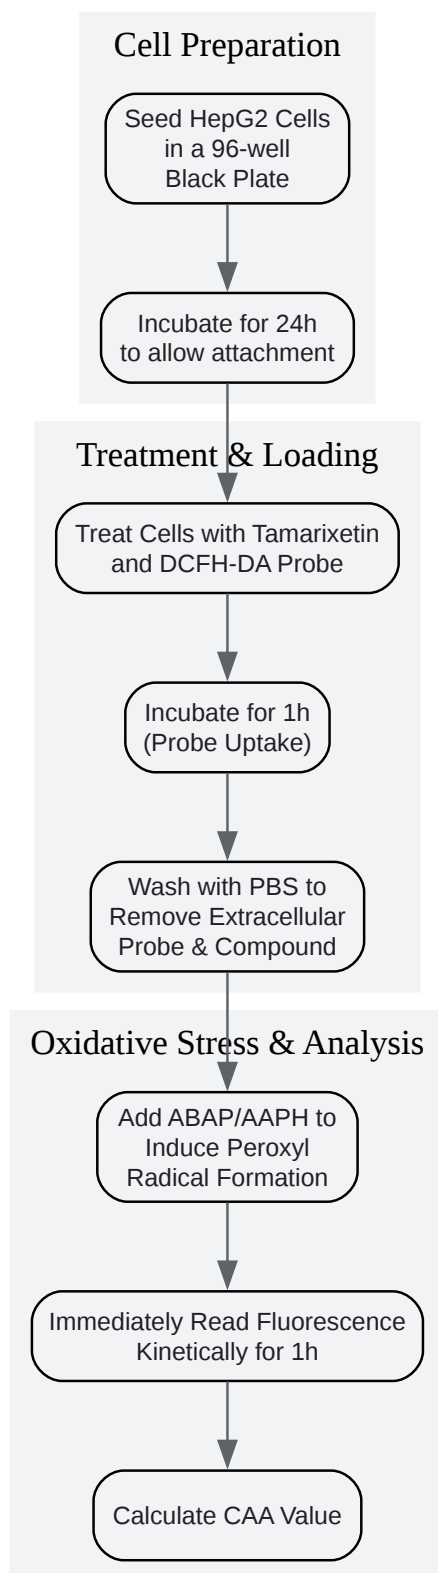 Cell Preparation
Seed HepG2 Cells
in a 96-well
Black Plate
Incubate for 24h
to allow attachment
Treatment & Loading
Treat Cells with Tamarixetin
and DCFH-DA Probe
Incubate for 1h
(Probe Uptake)
Wash with PBS to
Remove Extracellular
Probe & Compound
Oxidative Stress & Analysis
Add ABAP/AAPH to
Induce Peroxyl
Radical Formation
Immediately Read Fluorescence
Kinetically for 1h
Calculate CAA Value